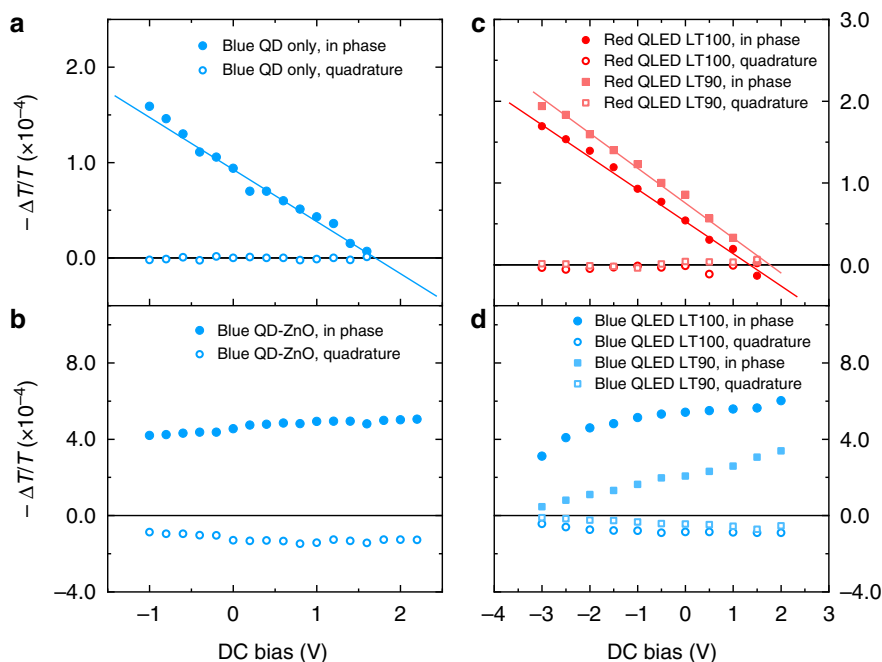 a
Blue QD only, in phase
Blue QD only, quadrature
2.0
1.0
0.0
− ΔT/T (×10⁻⁴)
b
Blue QD-ZnO, in phase
Blue QD-ZnO, quadrature
8.0
4.0
0.0
−4.0
− ΔT/T (×10⁻⁴)
−1 0 1 2
DC bias (V)
c
Red QLED LT100, in phase
Red QLED LT100, quadrature
Red QLED LT90, in phase
Red QLED LT90, quadrature
3.0
2.0
1.0
0.0
d
Blue QLED LT100, in phase
Blue QLED LT100, quadrature
Blue QLED LT90, in phase
Blue QLED LT90, quadrature
8.0
4.0
0.0
−4.0
−4 −3 −2 −1 0 1 2 3
DC bias (V)